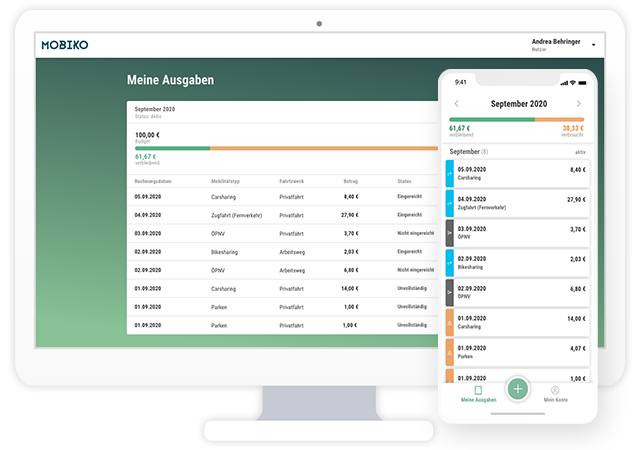 MOBIKO
Andrea Behringer
Nutzer
Meine Ausgaben
September 2020
Status: Aktiv
100,00 €
Budget
61,67 €
verbleibend
Rechnungsdatum Mobilitätstyp Fahrtzweck Betrag Status
05.09.2020 Carsharing Privatfahrt 8,40 € Eingereicht
04.09.2020 Zugfahrt (Fernverkehr) Privatfahrt 27,90 € Eingereicht
03.09.2020 ÖPNV Privatfahrt 3,70 € Nicht eingereicht
02.09.2020 Bikesharing Arbeitsweg 2,03 € Eingereicht
02.09.2020 ÖPNV Arbeitsweg 6,80 € Nicht eingereicht
01.09.2020 Carsharing Privatfahrt 14,00 € Unvollständig
01.09.2020 Parken Privatfahrt 1,00 € Unvollständig
01.09.2020 Parken Privatfahrt 1,00 € Unvollständig
9:41
September 2020
61,67 € 38,33 €
verbleibend verbraucht
September (8) aktiv
05.09.2020 8,40 €
Carsharing
04.09.2020 27,90 €
Zugfahrt (Fernverkehr)
03.09.2020 3,70 €
ÖPNV
02.09.2020 2,03 €
Bikesharing
02.09.2020 6,80 €
ÖPNV
01.09.2020 14,00 €
Carsharing
01.09.2020 4,07 €
Parken
01.09.2020 1,00 €
Meine Ausgaben Mein Konto